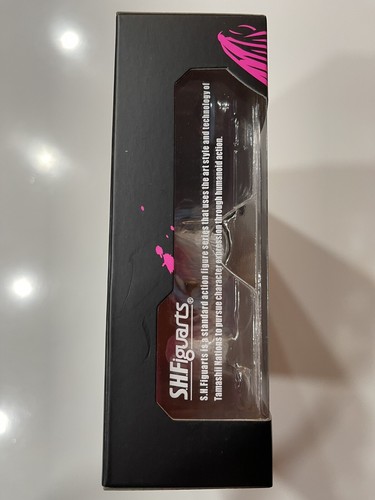 S.H.Figuarts®
S.H.Figuarts is a standard action figure series that uses the art style and technology of
Tamashii Nations to pursue character expression through humanoid action.